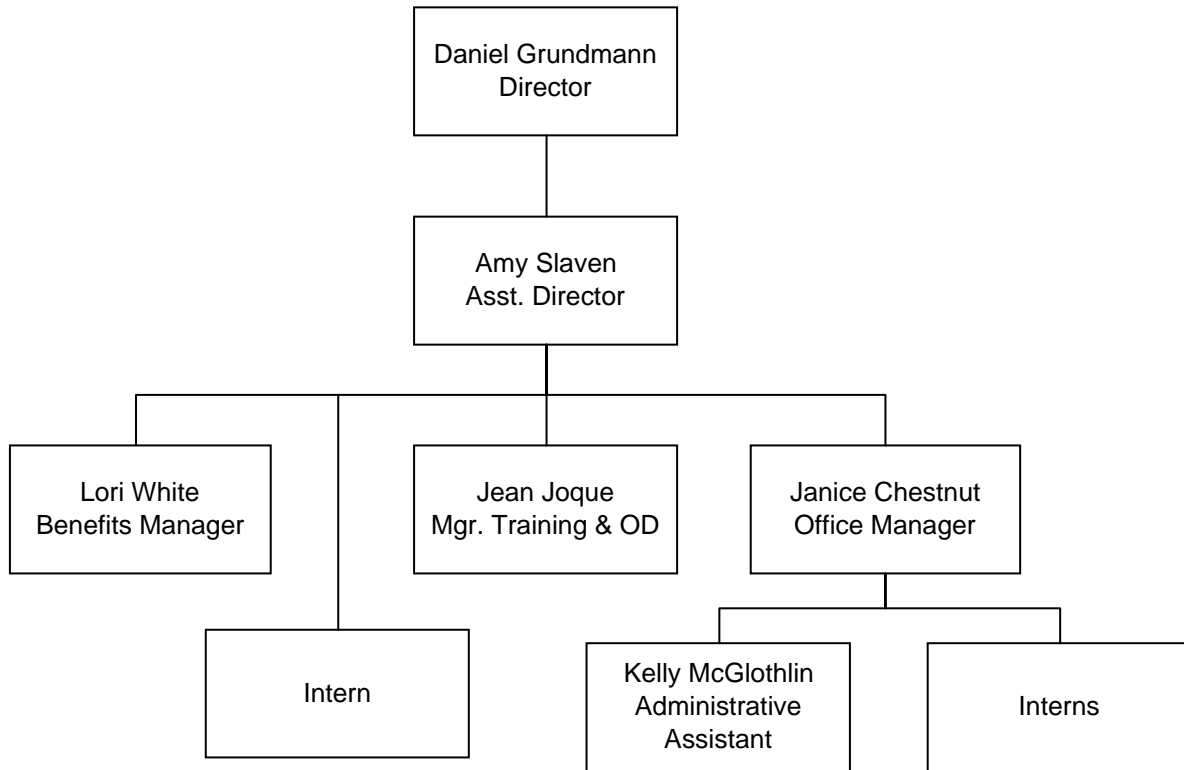 Daniel Grundmann
Director
Amy Slaven
Asst. Director
Lori White
Benefits Manager
Jean Joque
Mgr. Training & OD
Janice Chestnut
Office Manager
Intern
Kelly McGlothlin
Administrative
Assistant
Interns